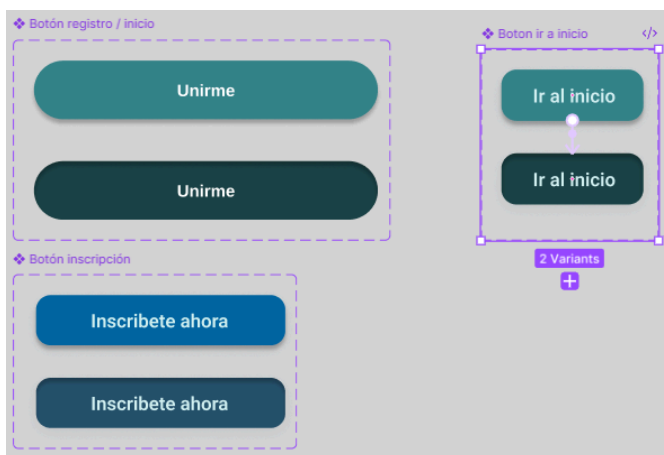 Botón registro / inicio
Unirme
Unirme
Boton ir a inicio
Ir al inicio
Ir al inicio
2 Variants
Botón inscripción
Inscribete ahora
Inscribete ahora